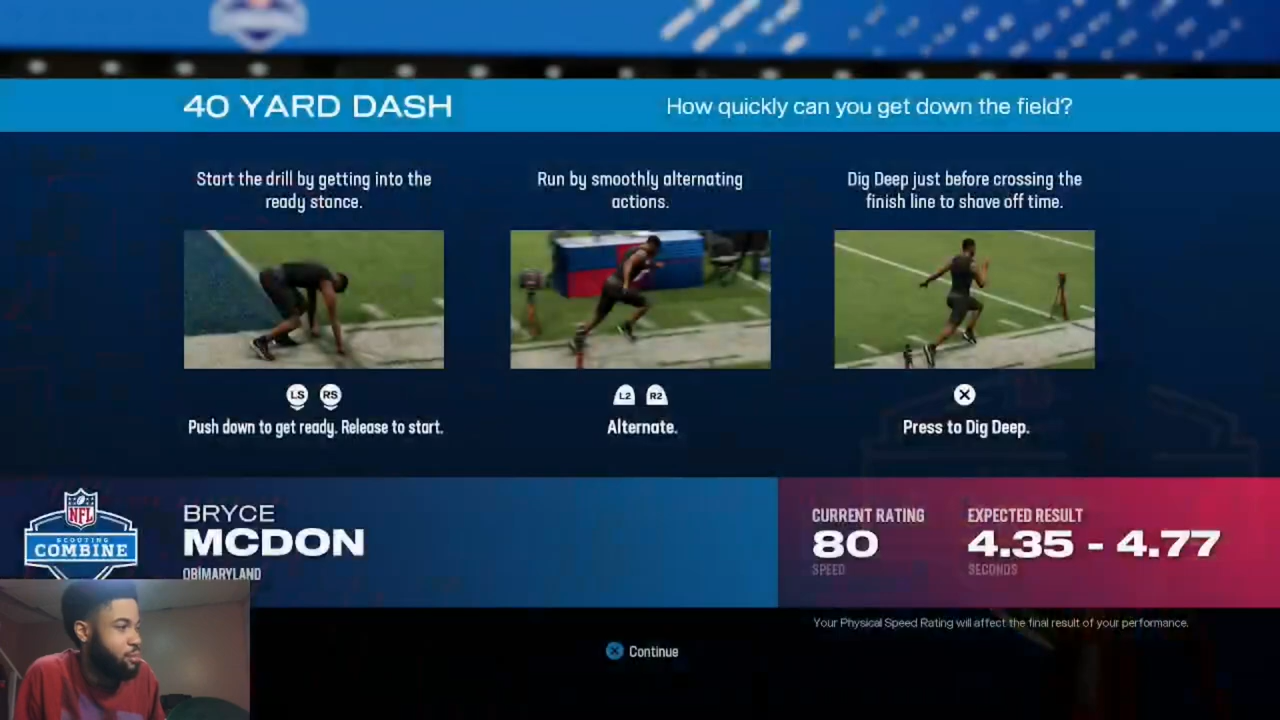 40 YARD DASH
How quickly can you get down the field?
Start the drill by getting into the
ready stance.
Run by smoothly alternating
actions.
Dig Deep just before crossing the
finish line to shave off time.
LS RS
L2 R2
Push down to get ready. Release to start.
Alternate.
Press to Dig Deep.
NFL
SCOUTING
COMBINE
BRYCE
MCDON
QB|MARYLAND
CURRENT RATING
80
SPEED
EXPECTED RESULT
4.35 - 4.77
SECONDS
Your Physical Speed Rating will affect the final result of your performance.
Continue